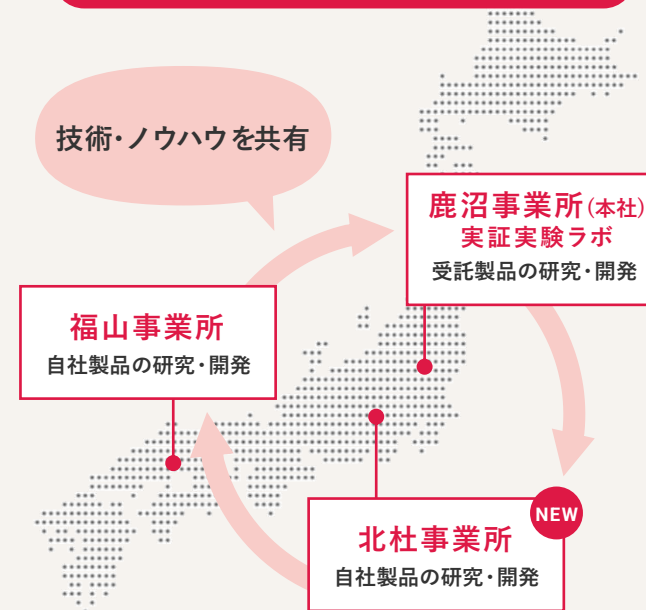 技術・ノウハウを共有
鹿沼事業所(本社)
実証実験ラボ
受託製品の研究・開発
福山事業所
自社製品の研究・開発
NEW
北杜事業所
自社製品の研究・開発